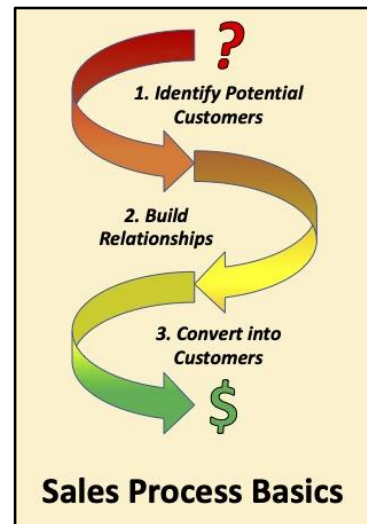 ?
1. Identify Potential
Customers
2. Build
Relationships
3. Convert into
Customers
$
Sales Process Basics